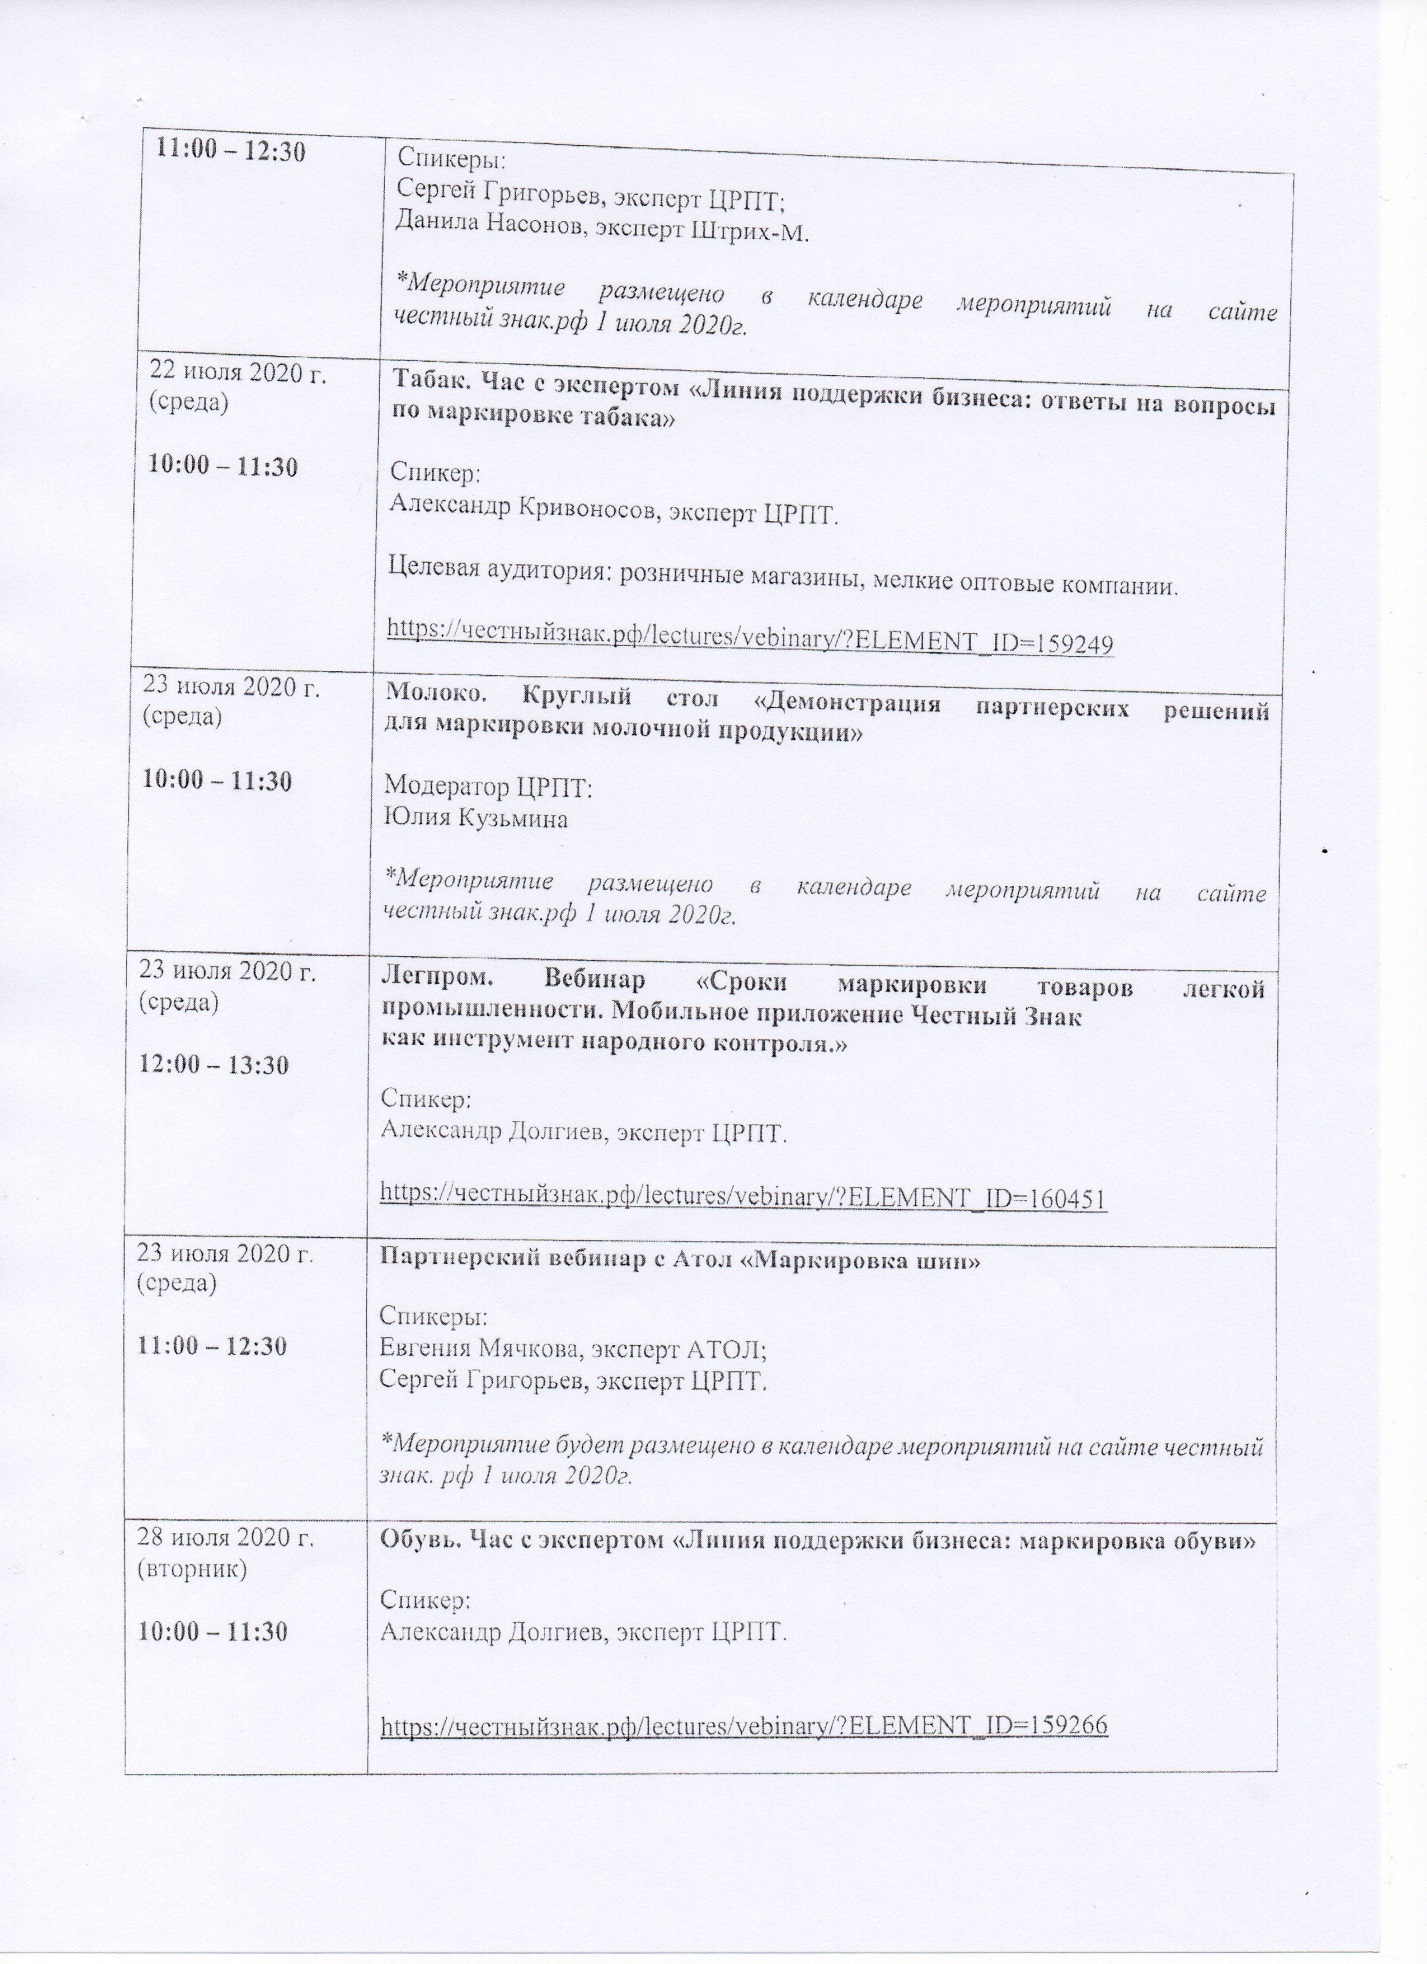 11:00 – 12:30
Спикеры:
Сергей Григорьев, эксперт ЦРПТ;
Данила Насонов, эксперт Штрих-М.
*Мероприятие размещено в календаре мероприятий на сайте
честный знак.рф 1 июля 2020г.
22 июля 2020 г.
(среда)
10:00 – 11:30
Табак. Час с экспертом «Линия поддержки бизнеса: ответы на вопросы
по маркировке табака»
Спикер:
Александр Кривоносов, эксперт ЦРПТ.
Целевая аудитория: розничные магазины, мелкие оптовые компании.
https://честныйзнак.рф/lectures/vebinary/?ELEMENT_ID=159249
23 июля 2020 г.
(среда)
10:00 – 11:30
Молоко. Круглый стол «Демонстрация партнерских решений
для маркировки молочной продукции»
Модератор ЦРПТ:
Юлия Кузьмина
*Мероприятие размещено в календаре мероприятий на сайте
честный знак.рф 1 июля 2020г.
23 июля 2020 г.
(среда)
12:00 – 13:30
Легпром. Вебинар «Сроки маркировки товаров легкой
промышленности. Мобильное приложение Честный Знак
как инструмент народного контроля.»
Спикер:
Александр Долгиев, эксперт ЦРПТ.
https://честныйзнак.рф/lectures/vebinary/?ELEMENT_ID=160451
23 июля 2020 г.
(среда)
11:00 – 12:30
Партнерский вебинар с Атол «Маркировка шин»
Спикеры:
Евгения Мячкова, эксперт АТОЛ;
Сергей Григорьев, эксперт ЦРПТ.
*Мероприятие будет размещено в календаре мероприятий на сайте честный
знак. рф 1 июля 2020г.
28 июля 2020 г.
(вторник)
10:00 – 11:30
Обувь. Час с экспертом «Линия поддержки бизнеса: маркировка обуви»
Спикер:
Александр Долгиев, эксперт ЦРПТ.
https://честныйзнак.рф/lectures/vebinary/?ELEMENT_ID=159266